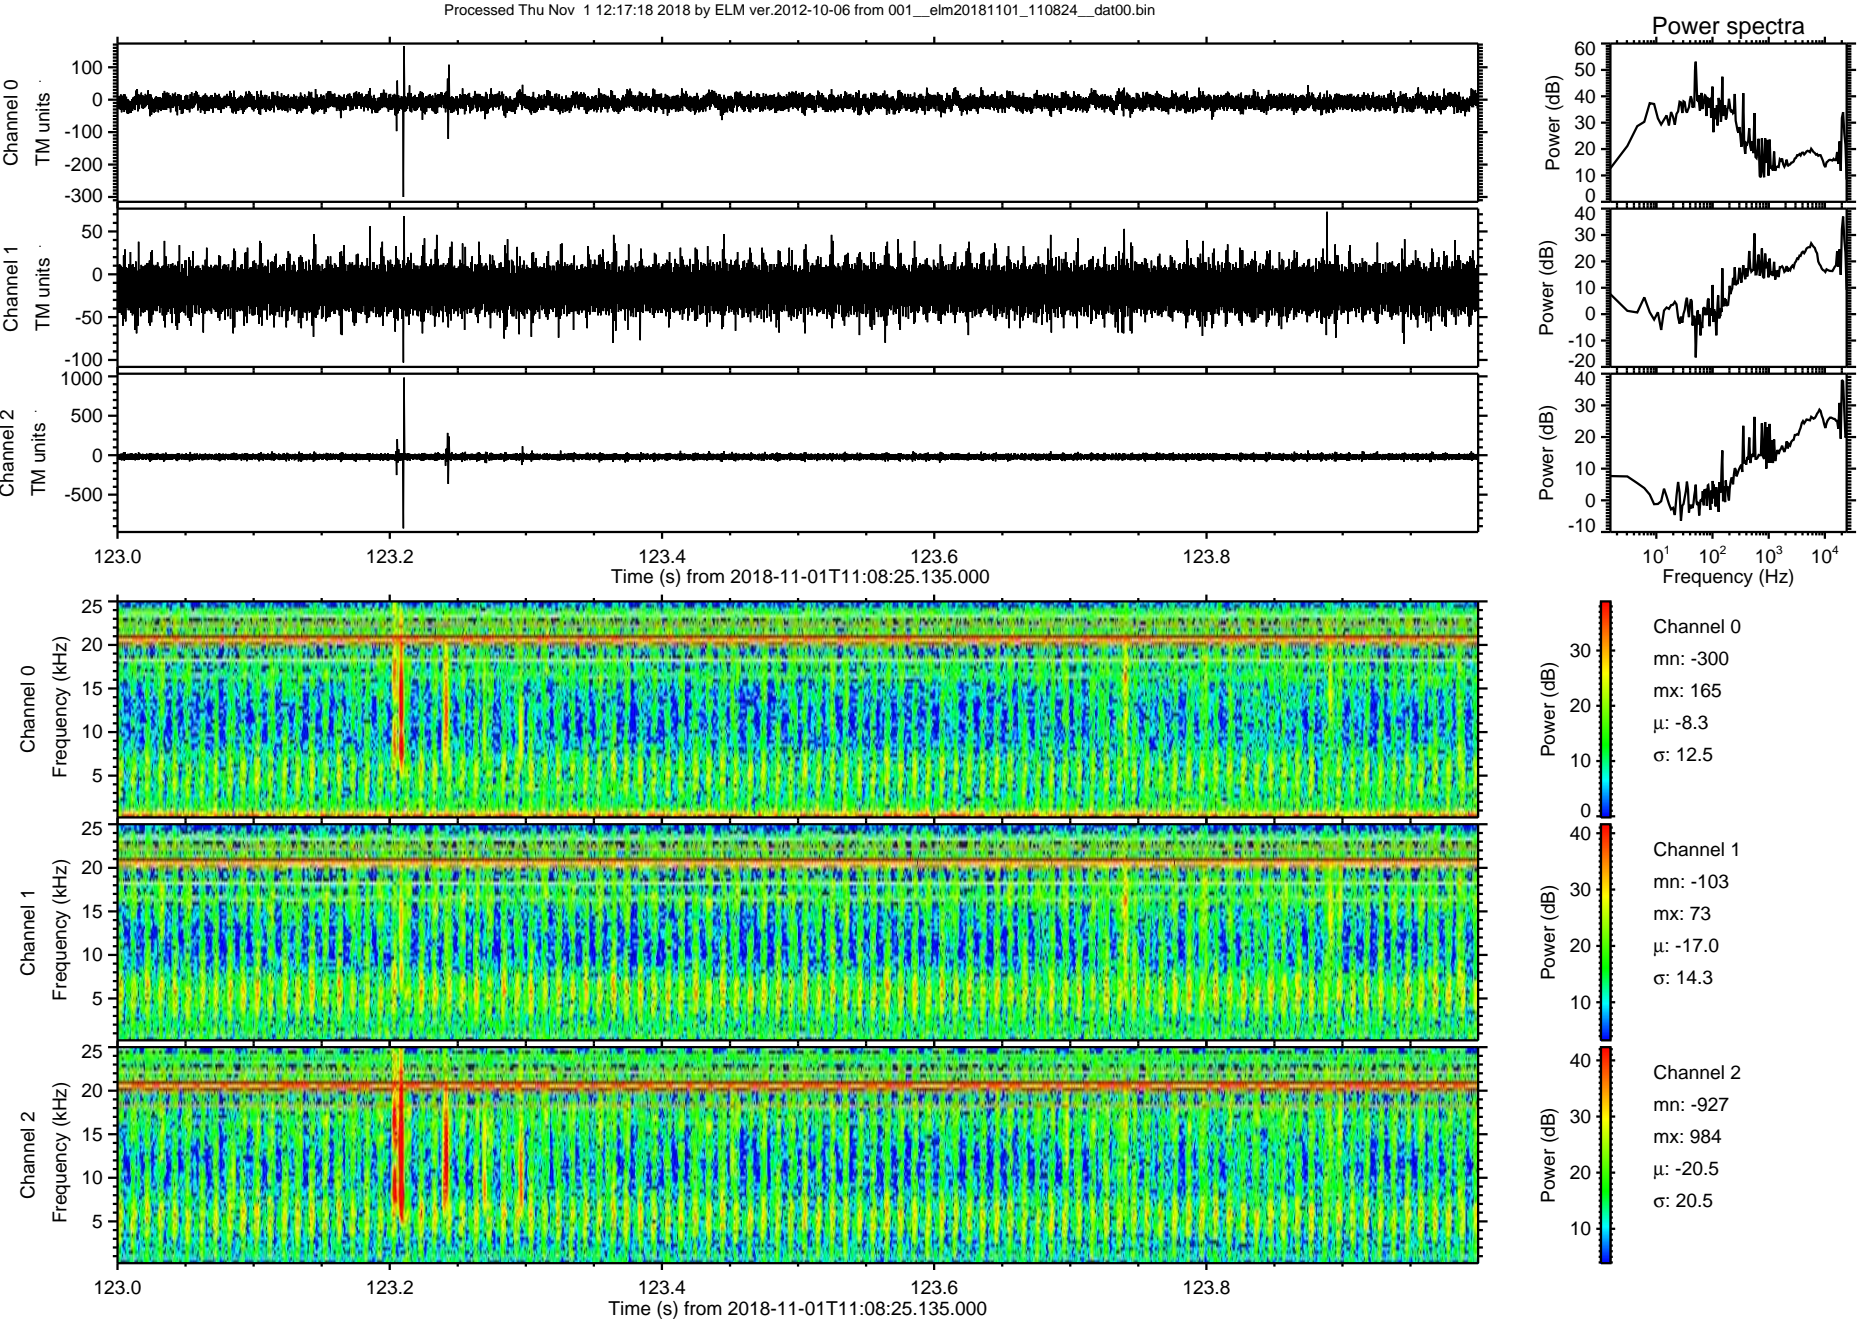 Processed Thu Nov  1 12:17:18 2018 by ELM ver.2012-10-06 from 001__elm20181101_110824__dat00.bin
Power spectra
Channel 0
TM units
100
0
-100
-200
-300
Power (dB)
60
50
40
30
20
10
0
Channel 1
TM units
50
0
-50
-100
Power (dB)
40
30
20
10
0
-10
-20
Channel 2
TM units
1000
500
0
-500
Power (dB)
40
30
20
10
0
-10
123.0
123.2
123.4
123.6
123.8
Time (s) from 2018-11-01T11:08:25.135.000
10¹
10²
10³
10⁴
Frequency (Hz)
Channel 0
Frequency (kHz)
25
20
15
10
5
Power (dB)
30
20
10
0
Channel 0
mn: -300
mx: 165
μ: -8.3
σ: 12.5
Channel 1
Frequency (kHz)
25
20
15
10
5
Power (dB)
40
30
20
10
Channel 1
mn: -103
mx: 73
μ: -17.0
σ: 14.3
Channel 2
Frequency (kHz)
25
20
15
10
5
Power (dB)
40
30
20
10
Channel 2
mn: -927
mx: 984
μ: -20.5
σ: 20.5
123.0
123.2
123.4
123.6
123.8
Time (s) from 2018-11-01T11:08:25.135.000